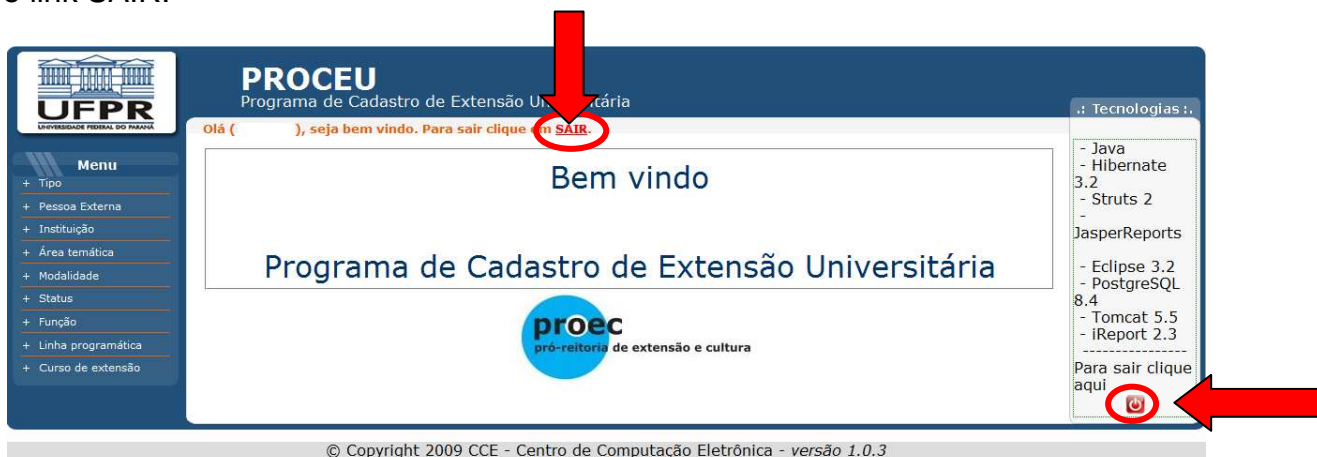 o link SAIR.
UFPR
UNIVERSIDADE FEDERAL DO PARANÁ
PROCEU
Programa de Cadastro de Extensão Universitária
.: Tecnologias :.
Olá ( ), seja bem vindo. Para sair clique em SAIR.
Menu
+ Tipo
+ Pessoa Externa
+ Instituição
+ Área temática
+ Modalidade
+ Status
+ Função
+ Linha programática
+ Curso de extensão
Bem vindo
Programa de Cadastro de Extensão Universitária
proec
pró-reitoria de extensão e cultura
- Java
- Hibernate
3.2
- Struts 2
-
JasperReports
- Eclipse 3.2
- PostgreSQL
8.4
- Tomcat 5.5
- iReport 2.3
----------------
Para sair clique
aqui
© Copyright 2009 CCE - Centro de Computação Eletrônica - versão 1.0.3